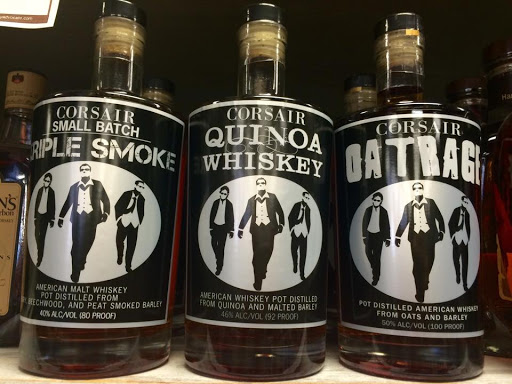 CORSAIR
SMALL BATCH
RIPLE SMOKE
AMERICAN MALT WHISKEY
POT DISTILLED FROM
BEECHWOOD, AND PEAT SMOKED BARLEY
40% ALC/VOL (80 PROOF)
CORSAIR
QUINOA
WHISKEY
AMERICAN WHISKEY POT DISTILLED
FROM QUINOA AND MALTED BARLEY
46% ALC/VOL (92 PROOF)
CORSAIR
OATRAGE
POT DISTILLED AMERICAN WHISKEY
FROM OATS AND BARLEY
50% ALC/VOL (100 PROOF)
N'S